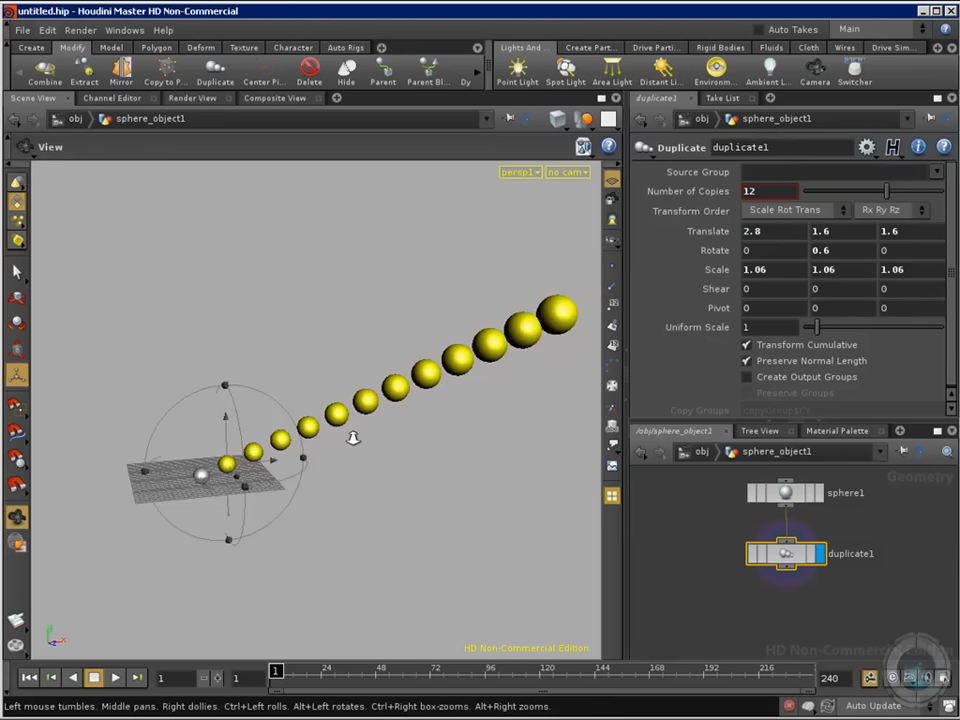 untitled.hip - Houdini Master HD Non-Commercial
File Edit Render Windows Help Auto Takes Main
Create Modify Model Polygon Deform Texture Character Auto Rigs Lights And ... Create Part... Drive Parti... Rigid Bodies Fluids Cloth Wires Drive Sim...
Combine Extract Mirror Copy to P... Duplicate Center Pi... Delete Hide Parent Parent Bl... Dy Point Light Spot Light Area Light Distant Li... Environm... Ambient L... Camera Switcher
Scene View Channel Editor Render View Composite View duplicate1 Take List
obj sphere_object1 obj sphere_object1
View Duplicate duplicate1
persp1 no cam Source Group
Number of Copies 12
Transform Order Scale Rot Trans Rx Ry Rz
Translate 2.8 1.6 1.6
Rotate 0 0.6 0
Scale 1.06 1.06 1.06
Shear 0 0 0
Pivot 0 0 0
Uniform Scale 1
Transform Cumulative
Preserve Normal Length
Create Output Groups
Preserve Groups
Copy Groups copyGroup$C
/obj/sphere_object1 Tree View Material Palette
obj sphere_object1
Geometry
sphere1
duplicate1
z x
HD Non-Commercial Edition
HD Non-Commercial Edition
1 1 1 24 48 72 96 120 144 168 192 216 240
Left mouse tumbles. Middle pans. Right dollies. Ctrl+Left rolls. Alt+Left rotates. Ctrl+Right box-zooms. Alt+Right zooms. Auto Update